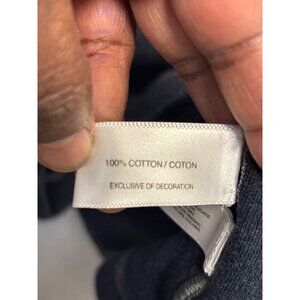 100% COTTON / COTON
EXCLUSIVE OF DECORATION